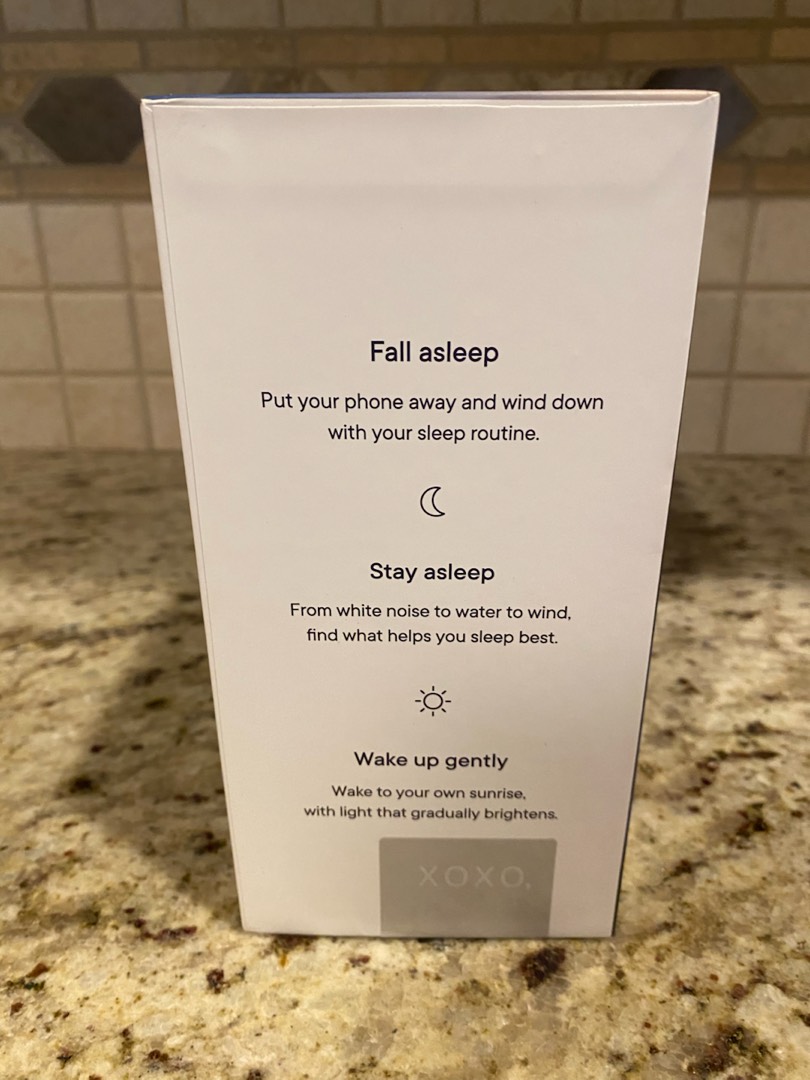 Fall asleep
Put your phone away and wind down
with your sleep routine.
Stay asleep
From white noise to water to wind,
find what helps you sleep best.
Wake up gently
Wake to your own sunrise,
with light that gradually brightens.
XOXO,